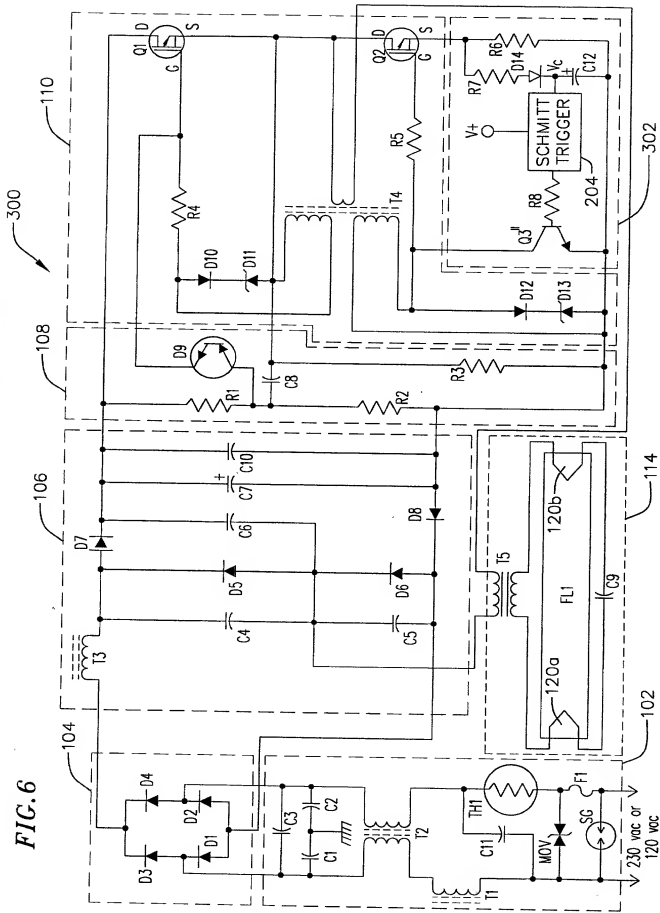 FIG.6
300
104
106
108
110
D7
T3
D3
D4
D1
D2
C4
D5
C6
C7
+
C10
C5
D6
D8
R1
D9
C8
R2
R3
R4
D10
D11
T4
D12
D13
R5
Q1
D
G
S
Q2
D
G
S
R6
R7
D14
Vc
+
C12
V+
SCHMITT
TRIGGER
204
R8
Q3"
302
C3
C1
C2
T2
T1
C11
TH1
MOV
F1
SG
230 vac or
120 vac
102
T5
120a
FL1
120b
C9
114